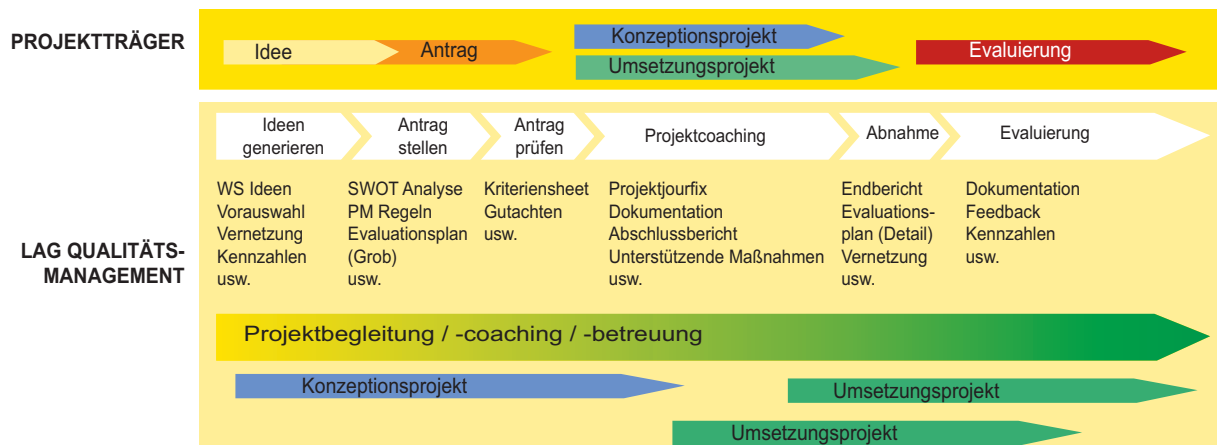 PROJEKTTRÄGER
Idee
Antrag
Konzeptionsprojekt
Umsetzungsprojekt
Evaluierung
LAG QUALITÄTS-
MANAGEMENT
Ideen
generieren
Antrag
stellen
Antrag
prüfen
Projektcoaching
Abnahme
Evaluierung
WS Ideen
Vorauswahl
Vernetzung
Kennzahlen
usw.
SWOT Analyse
PM Regeln
Evaluationsplan
(Grob)
usw.
Kriteriensheet
Gutachten
usw.
Projektjourfix
Dokumentation
Abschlussbericht
Unterstützende Maßnahmen
usw.
Endbericht
Evaluations-
plan (Detail)
Vernetzung
usw.
Dokumentation
Feedback
Kennzahlen
usw.
Projektbegleitung / -coaching / -betreuung
Konzeptionsprojekt
Umsetzungsprojekt
Umsetzungsprojekt